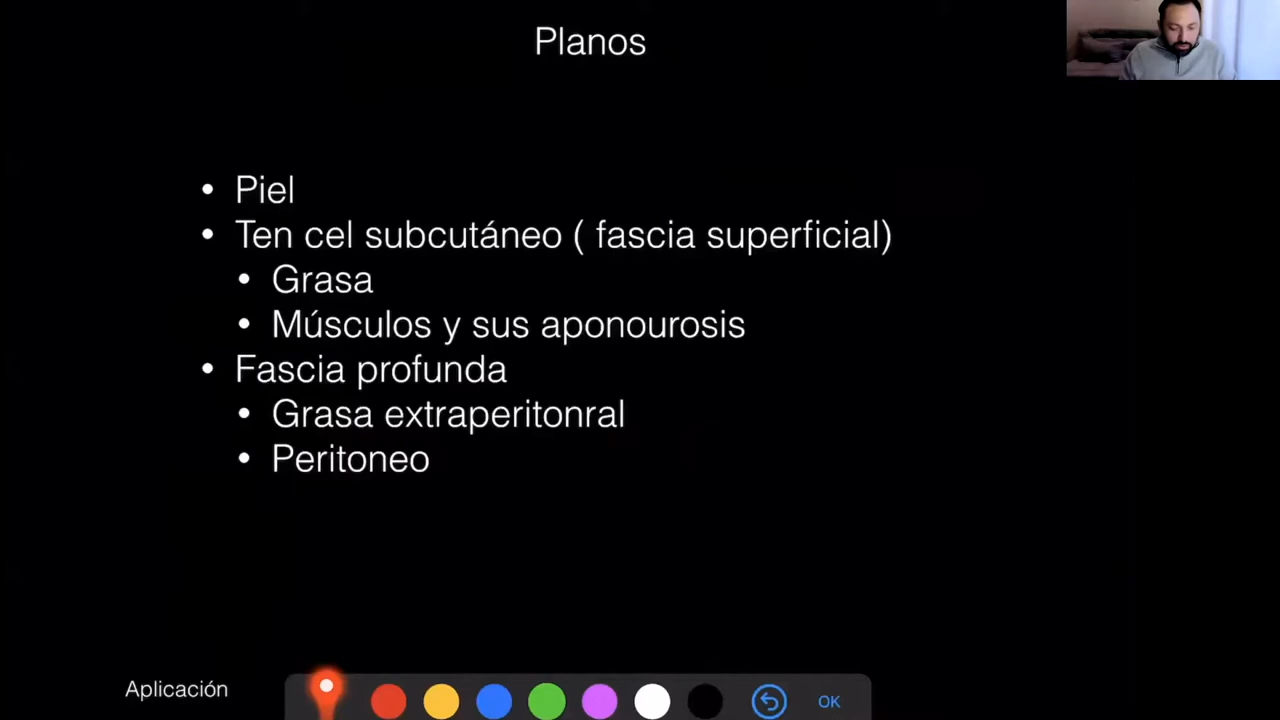 Planos
• Piel
• Ten cel subcutáneo ( fascia superficial)
• Grasa
• Músculos y sus aponourosis
• Fascia profunda
• Grasa extraperitonral
• Peritoneo
Aplicación
OK